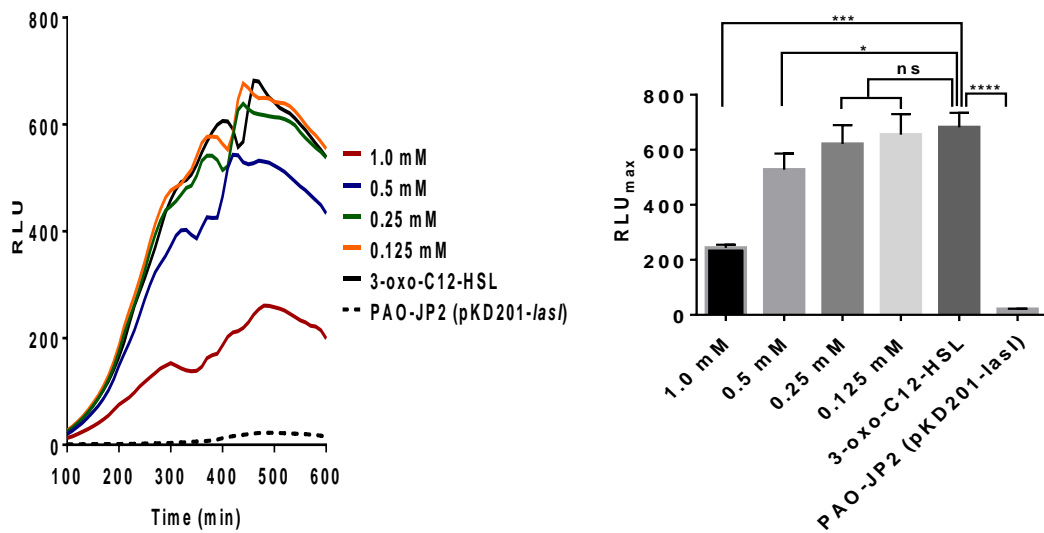 800
600
400
200
0
100 200 300 400 500 600
RLU
Time (min)
1.0 mM
0.5 mM
0.25 mM
0.125 mM
3-oxo-C12-HSL
PAO-JP2 (pKD201-lasI)
***
*
ns
****
800
600
400
200
0
RLUmax
1.0 mM
0.5 mM
0.25 mM
0.125 mM
3-oxo-C12-HSL
PAO-JP2 (pKD201-lasI)